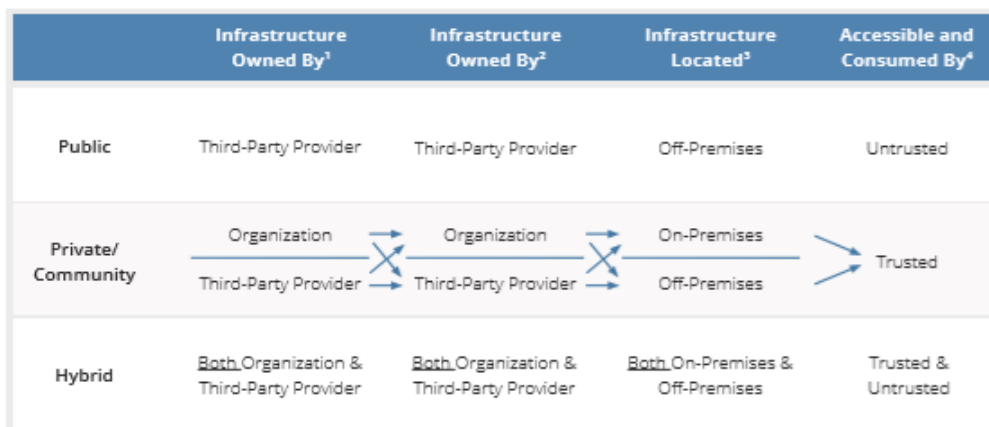 Infrastructure Owned By¹ Infrastructure Owned By² Infrastructure Located³ Accessible and Consumed By⁴
Public Third-Party Provider Third-Party Provider Off-Premises Untrusted
Private/ Community
Organization Organization On-Premises
Third-Party Provider Third-Party Provider Off-Premises
Trusted
Hybrid
Both Organization & Both Organization & Both On-Premises & Trusted &
Third-Party Provider Third-Party Provider Off-Premises Untrusted